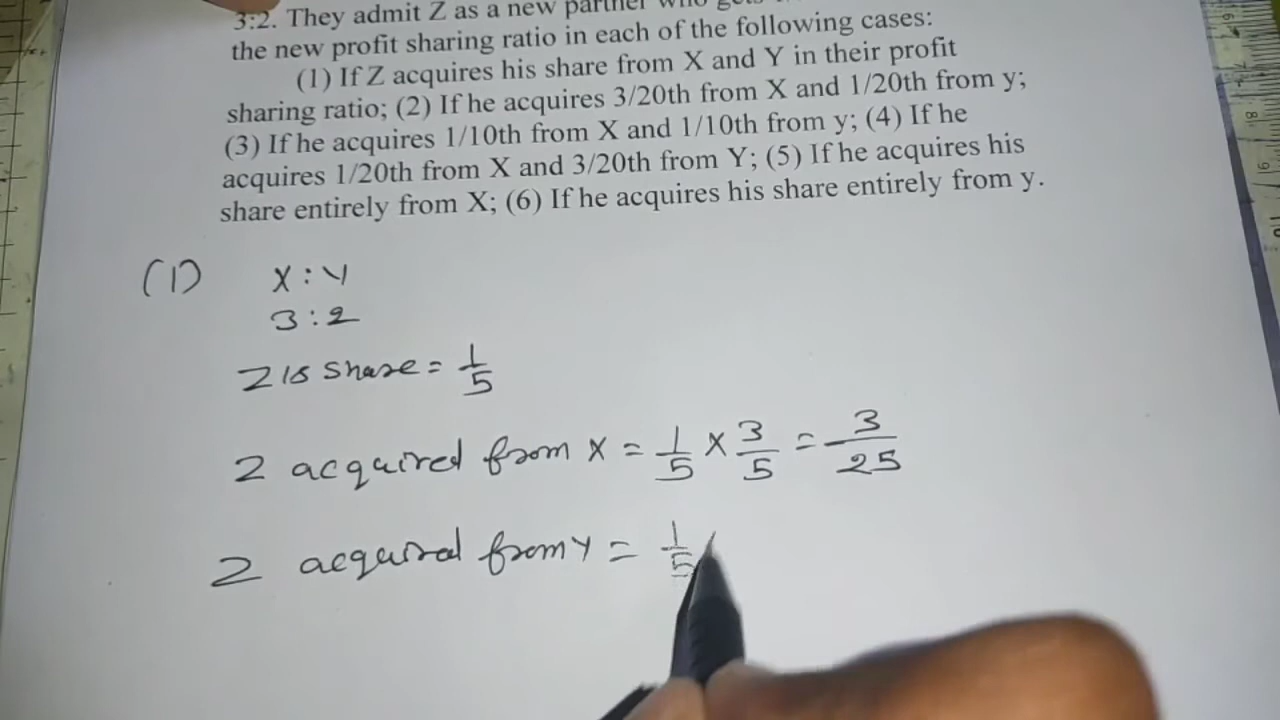 3:2. They admit Z as a new partner who gets
the new profit sharing ratio in each of the following cases:
(1) If Z acquires his share from X and Y in their profit
sharing ratio; (2) If he acquires 3/20th from X and 1/20th from y;
(3) If he acquires 1/10th from X and 1/10th from y; (4) If he
acquires 1/20th from X and 3/20th from Y; (5) If he acquires his
share entirely from X; (6) If he acquires his share entirely from y.
(1) X : Y
3 : 2
Z is share = 1/5
Z acquired from X = 1/5 × 3/5 = 3/25
Z acquired from Y = 1/5